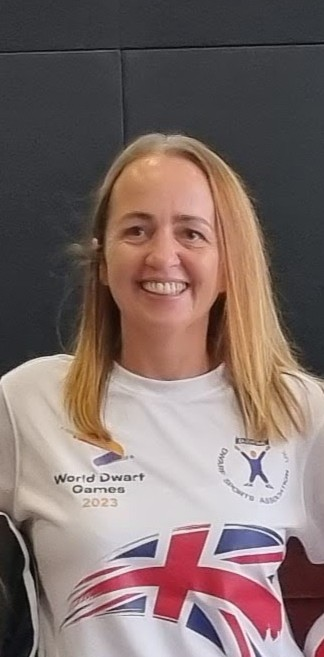 World Dwarf
Games
2023
DWARF SPORTS ASSOCIATION